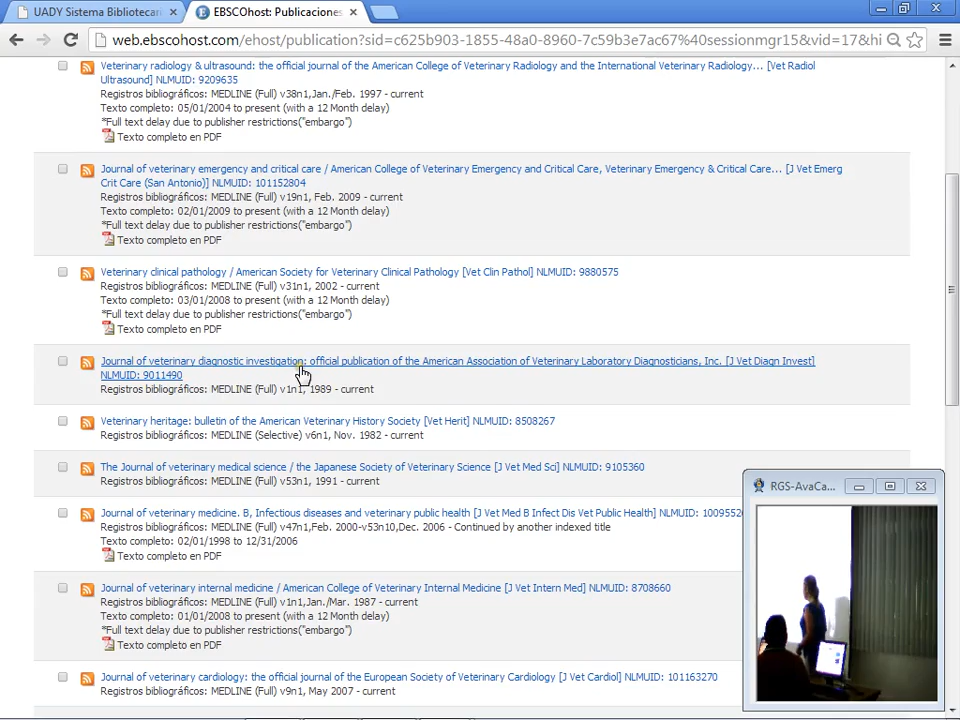 UADY Sistema Bibliotecari
EBSCOhost: Publicaciones
web.ebscohost.com/ehost/publication?sid=c625b903-1855-48a0-8960-7c59b3e7ac67%40sessionmgr15&vid=17&hi
Veterinary radiology & ultrasound: the official journal of the American College of Veterinary Radiology and the International Veterinary Radiology... [Vet Radiol
Ultrasound] NLMUID: 9209635
Registros bibliográficos: MEDLINE (Full) v38n1,Jan./Feb. 1997 - current
Texto completo: 05/01/2004 to present (with a 12 Month delay)
*Full text delay due to publisher restrictions("embargo")
Texto completo en PDF
Journal of veterinary emergency and critical care / American College of Veterinary Emergency and Critical Care, Veterinary Emergency & Critical Care... [J Vet Emerg
Crit Care (San Antonio)] NLMUID: 101152804
Registros bibliográficos: MEDLINE (Full) v19n1, Feb. 2009 - current
Texto completo: 02/01/2009 to present (with a 12 Month delay)
*Full text delay due to publisher restrictions("embargo")
Texto completo en PDF
Veterinary clinical pathology / American Society for Veterinary Clinical Pathology [Vet Clin Pathol] NLMUID: 9880575
Registros bibliográficos: MEDLINE (Full) v31n1, 2002 - current
Texto completo: 03/01/2008 to present (with a 12 Month delay)
*Full text delay due to publisher restrictions("embargo")
Texto completo en PDF
Journal of veterinary diagnostic investigation: official publication of the American Association of Veterinary Laboratory Diagnosticians, Inc. [J Vet Diagn Invest]
NLMUID: 9011490
Registros bibliográficos: MEDLINE (Full) v1n1, 1989 - current
Veterinary heritage: bulletin of the American Veterinary History Society [Vet Herit] NLMUID: 8508267
Registros bibliográficos: MEDLINE (Selective) v6n1, Nov. 1982 - current
The Journal of veterinary medical science / the Japanese Society of Veterinary Science [J Vet Med Sci] NLMUID: 9105360
Registros bibliográficos: MEDLINE (Full) v53n1, 1991 - current
RGS-AvaCa...
Journal of veterinary medicine. B, Infectious diseases and veterinary public health [J Vet Med B Infect Dis Vet Public Health] NLMUID: 1009552
Registros bibliográficos: MEDLINE (Full) v47n1,Feb. 2000-v53n10,Dec. 2006 - Continued by another indexed title
Texto completo: 02/01/1998 to 12/31/2006
Texto completo en PDF
Journal of veterinary internal medicine / American College of Veterinary Internal Medicine [J Vet Intern Med] NLMUID: 8708660
Registros bibliográficos: MEDLINE (Full) v1n1,Jan./Mar. 1987 - current
Texto completo: 01/01/2008 to present (with a 12 Month delay)
*Full text delay due to publisher restrictions("embargo")
Texto completo en PDF
Journal of veterinary cardiology: the official journal of the European Society of Veterinary Cardiology [J Vet Cardiol] NLMUID: 101163270
Registros bibliográficos: MEDLINE (Full) v9n1, May 2007 - current